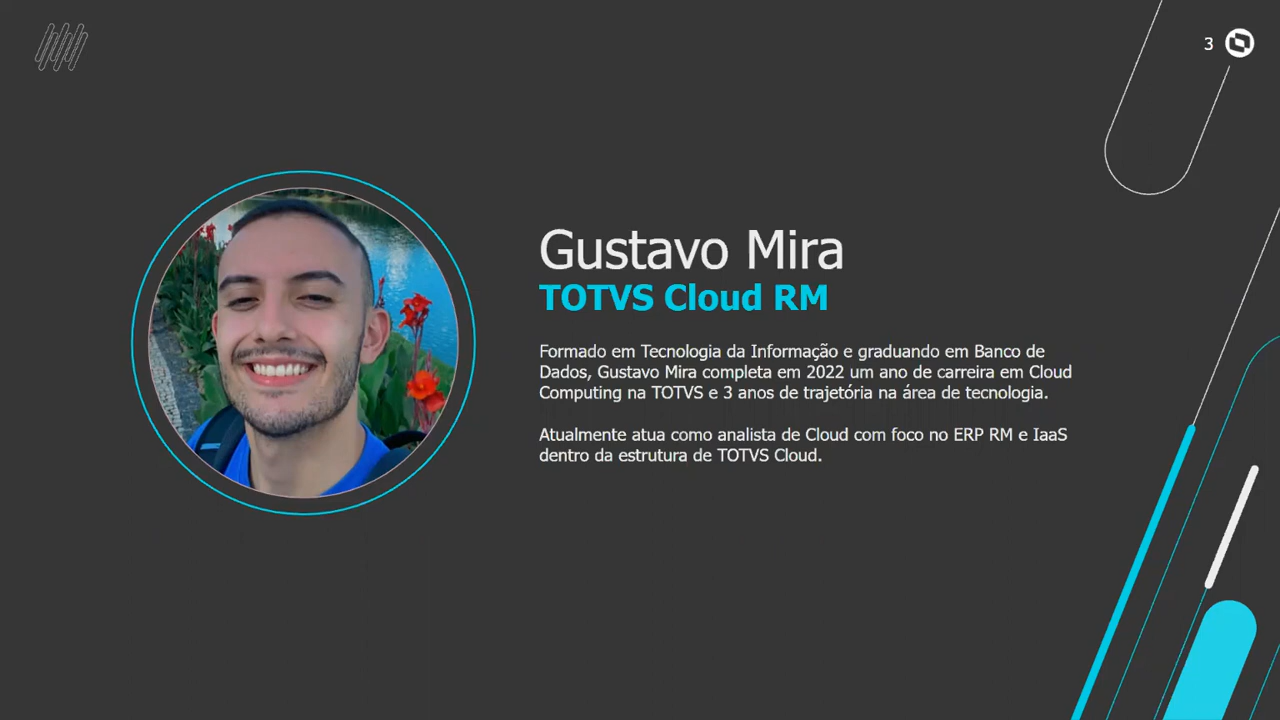 3
Gustavo Mira
TOTVS Cloud RM
Formado em Tecnologia da Informação e graduando em Banco de
Dados, Gustavo Mira completa em 2022 um ano de carreira em Cloud
Computing na TOTVS e 3 anos de trajetória na área de tecnologia.
Atualmente atua como analista de Cloud com foco no ERP RM e IaaS
dentro da estrutura de TOTVS Cloud.